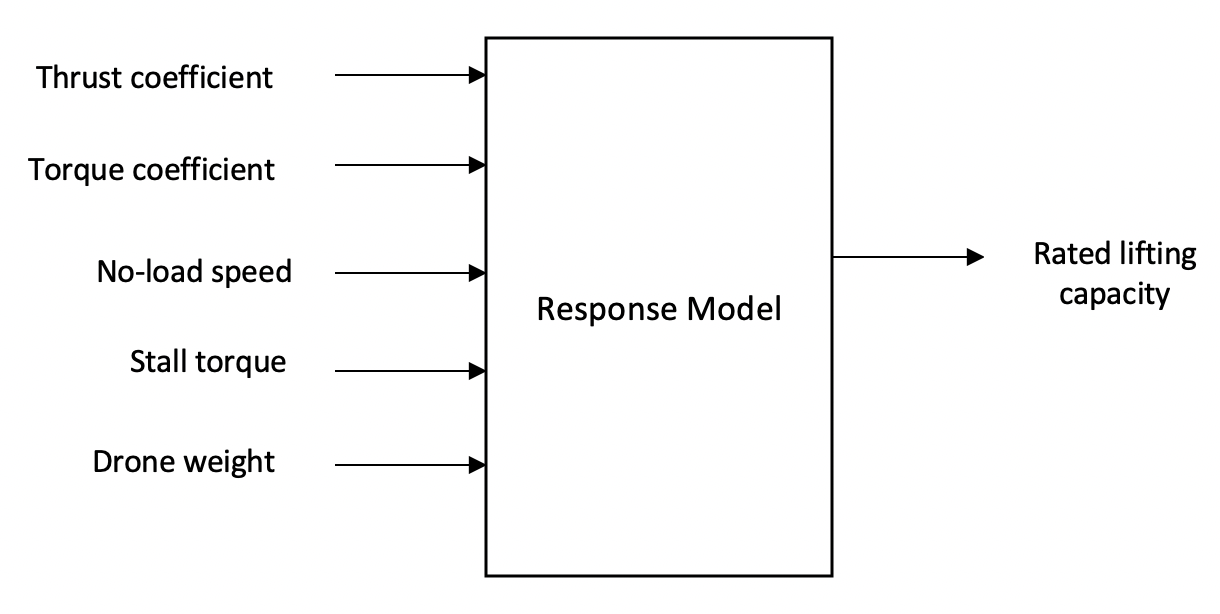 Thrust coefficient
Torque coefficient
No-load speed
Stall torque
Drone weight
Response Model
Rated lifting
capacity